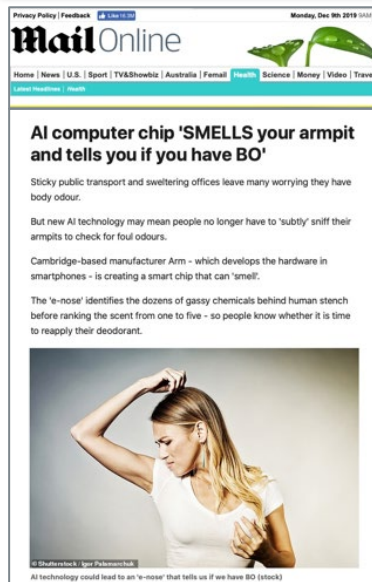 Privacy Policy | Feedback Like
Monday, Dec 9th 2019 9AM
Mail Online
Home | News | U.S. | Sport | TV&Showbiz | Australia | Femail | Health | Science | Money | Video | Trave
Latest Headlines | Health
AI computer chip 'SMELLS your armpit
and tells you if you have BO'
Sticky public transport and sweltering offices leave many worrying they have
body odour.
But new AI technology may mean people no longer have to 'subtly' sniff their
armpits to check for foul odours.
Cambridge-based manufacturer Arm - which develops the hardware in
smartphones - is creating a smart chip that can 'smell'.
The 'e-nose' identifies the dozens of gassy chemicals behind human stench
before ranking the scent from one to five - so people know whether it is time
to reapply their deodorant.
© Shutterstock / Igor Palamarchuk
AI technology could lead to an 'e-nose' that tells us if we have BO (stock)